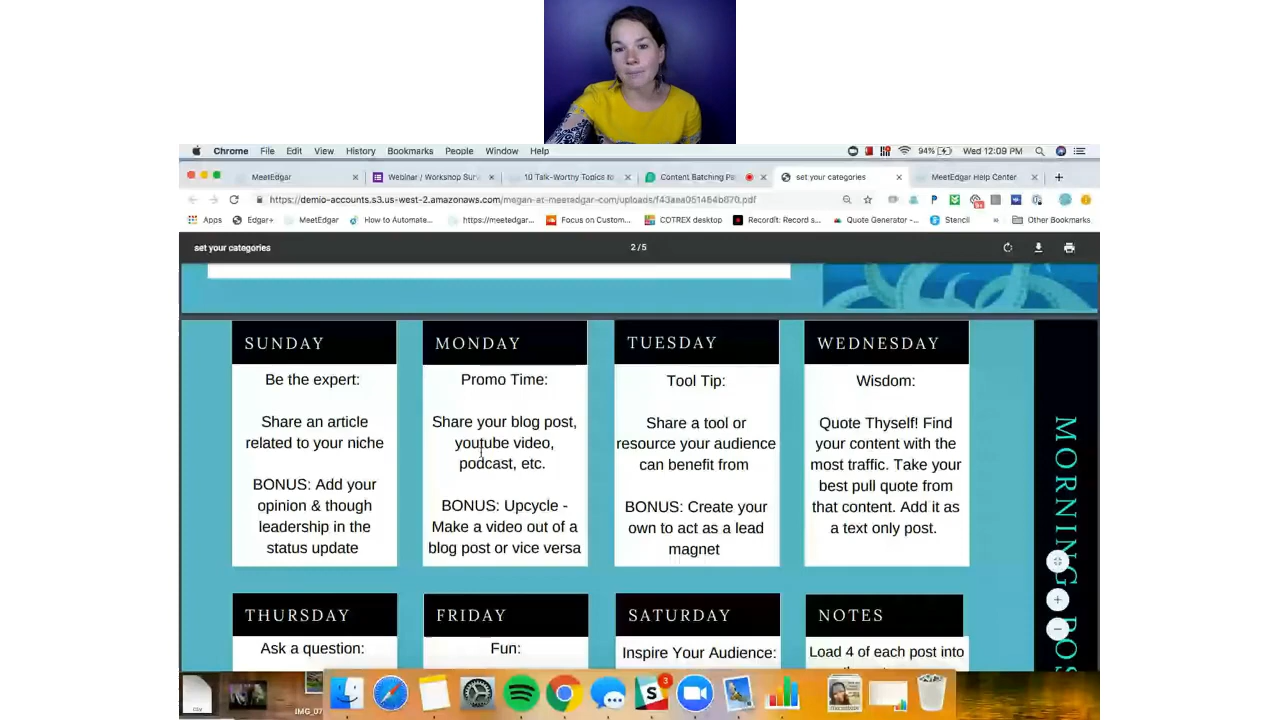 Chrome File Edit View History Bookmarks People Window Help 94% Wed 12:09 PM
MeetEdgar Webinar / Workshop Sur 10 Talk-Worthy Topics to Content Batching Pa set your categories MeetEdgar Help Center
https://demio-accounts.s3.us-west-2.amazonaws.com/megan-at-meetedgar-com/uploads/f43aea051464b870.pdf
Apps Edgar+ MeetEdgar How to Automate... https://meetedgar... Focus on Custom... COTREX desktop RecordIt: Record s... Quote Generator -... Stencil Other Bookmarks
set your categories 2 / 5
SUNDAY
Be the expert:
Share an article
related to your niche
BONUS: Add your
opinion & though
leadership in the
status update
MONDAY
Promo Time:
Share your blog post,
youtube video,
podcast, etc.
BONUS: Upcycle -
Make a video out of a
blog post or vice versa
TUESDAY
Tool Tip:
Share a tool or
resource your audience
can benefit from
BONUS: Create your
own to act as a lead
magnet
WEDNESDAY
Wisdom:
Quote Thyself! Find
your content with the
most traffic. Take your
best pull quote from
that content. Add it as
a text only post.
THURSDAY
Ask a question:
FRIDAY
Fun:
SATURDAY
Inspire Your Audience:
NOTES
Load 4 of each post into
MORNING POS
IMG_07
CSV
3